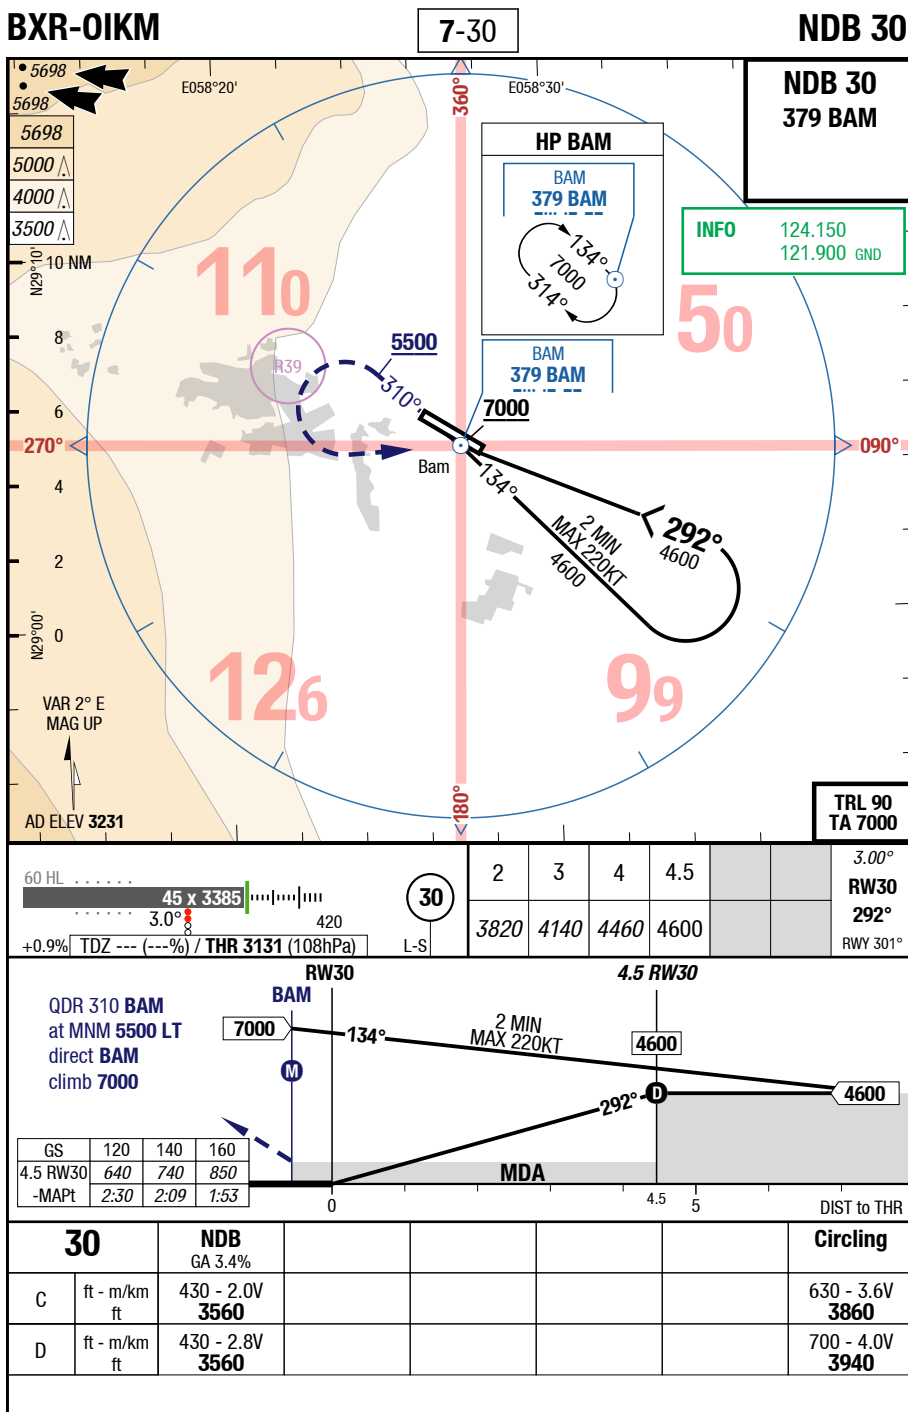 BXR-OIKM
7-30
NDB 30
5698
5698
5698
5000
4000
3500
E058°20'
E058°30'
360°
NDB 30
379 BAM
HP BAM
BAM
379 BAM
134°
7000
314°
INFO 124.150
121.900 GND
N29°10'
10 NM
110
50
8
R39
5500
310°
BAM
379 BAM
6
7000
270°
090°
Bam
4
134°
2 MIN
MAX 220KT
4600
292°
4600
2
N29°00'
0
126
99
VAR 2° E
MAG UP
180°
AD ELEV 3231
TRL 90
TA 7000
60 HL
45 x 3385
3.0°
420
+0.9%
TDZ --- (---%) / THR 3131 (108hPa)
30
L-S
2 3 4 4.5
3820 4140 4460 4600
3.00°
RW30
292°
RWY 301°
RW30
4.5 RW30
BAM
QDR 310 BAM
at MNM 5500 LT
direct BAM
climb 7000
7000
134°
2 MIN
MAX 220KT
4600
M
D
292°
4600
MDA
GS 120 140 160
4.5 RW30 640 740 850
-MAPt 2:30 2:09 1:53
0
4.5
5
DIST to THR
30 NDB Circling
GA 3.4%
C ft - m/km 430 - 2.0V 630 - 3.6V
ft 3560 3860
D ft - m/km 430 - 2.8V 700 - 4.0V
ft 3560 3940